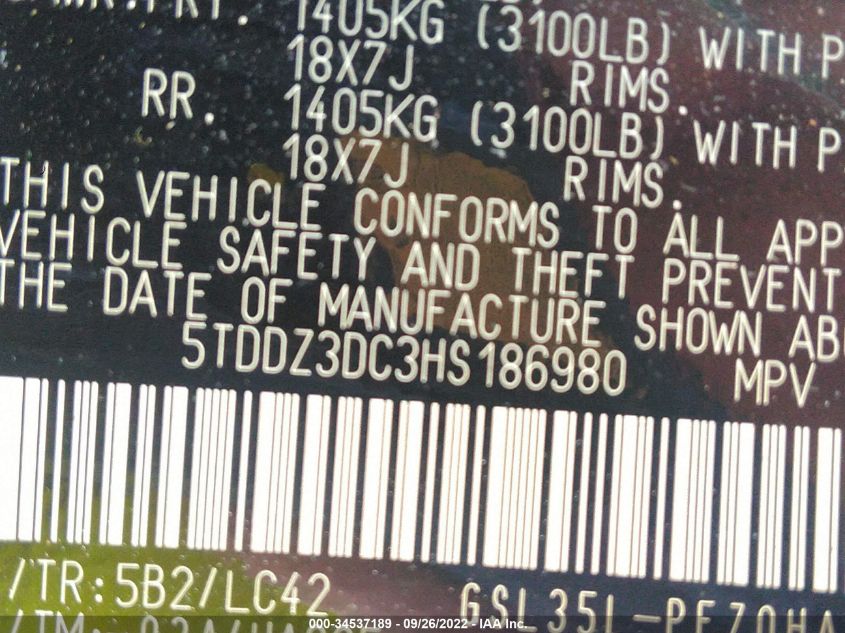 1405KG (3100LB) WITH P
18X7J RIMS.
RR. 1405KG (3100LB) WITH P
18X7J RIMS.
THIS VEHICLE CONFORMS TO ALL APP
VEHICLE SAFETY AND THEFT PREVENT
THE DATE OF MANUFACTURE SHOWN AB
5TDDZ3DC3HS186980 MPV
/TR:5B2/LC42
GSL35L-PFZQHA
000-34537189 - 09/26/2022 - IAA Inc.